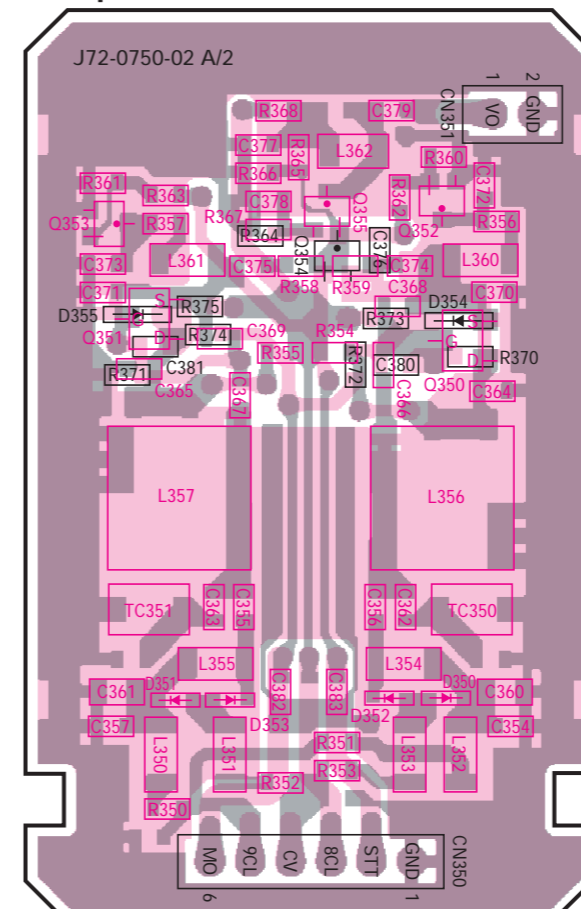 J72-0750-02 A/2
1 2
CN351 VO GND
R368 C379
C377 R365 L362 R360
R361 R366 C372
R363 C378 R362
Q353 R357 R367 Q355 Q352 R356
R364 Q354 C376
C373 L361 C375 R358 R359 C374 L360
C371 R375 C368 D354 C370
D355 S R373 S
G
Q351 D R374 C369 R355 R354 G
R371 C381 R372 C380 D R370
C365 C367 C366 Q350 C364
L357 L356
TC351 C363 C355 C356 C362 TC350
L355 L354
C361 D351 C382 C383 D350 C360
C357 D353 D352 C354
L350 L351 R351 L353 L352
R352 R353
R350
MO 9CL CV 8CL STT GND CN350
6 1